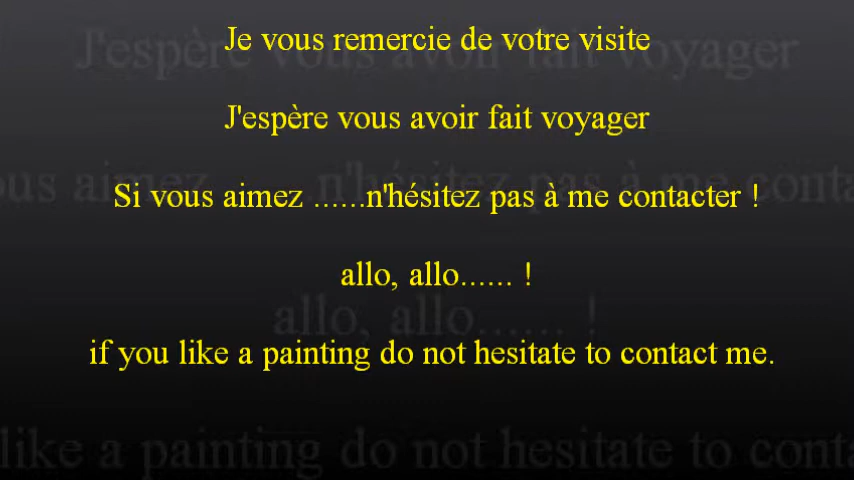 Je vous remercie de votre visite
J'espère vous avoir fait voyager
Si vous aimez ......n'hésitez pas à me contacter !
allo, allo...... !
if you like a painting do not hesitate to contact me.